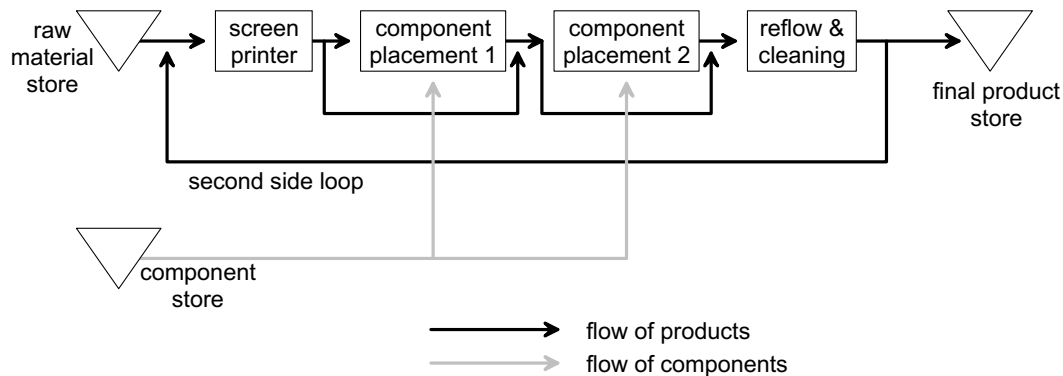 raw
material
store
screen
printer
component
placement 1
component
placement 2
reflow &
cleaning
final product
store
second side loop
component
store
flow of products
flow of components